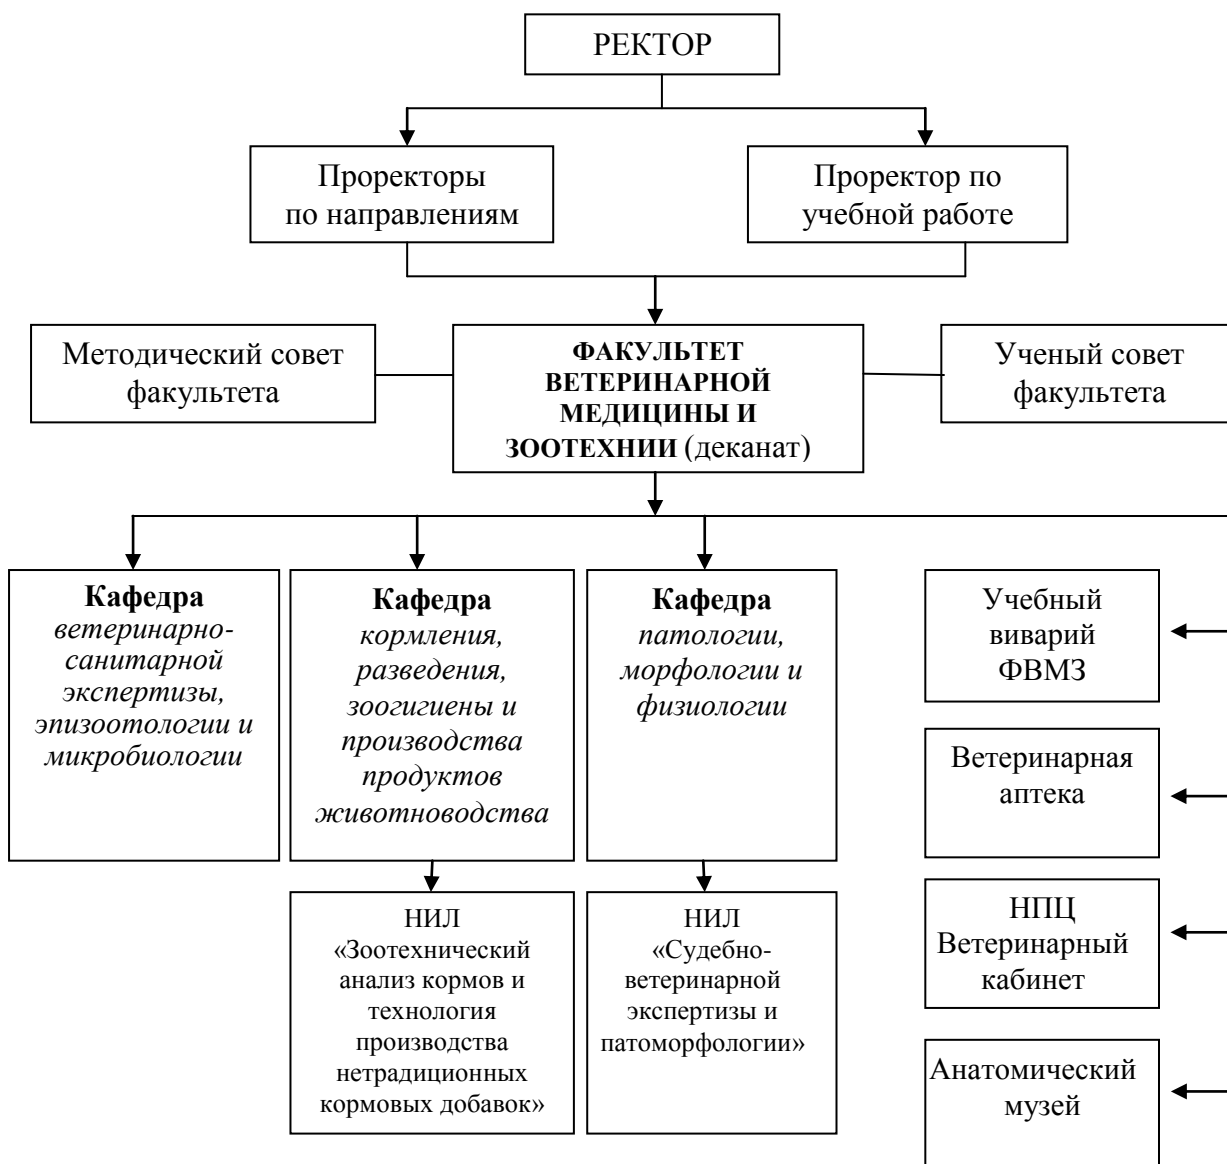 РЕКТОР
Проректоры
по направлениям
Проректор по
учебной работе
Методический совет
факультета
ФАКУЛЬТЕТ
ВЕТЕРИНАРНОЙ
МЕДИЦИНЫ И
ЗООТЕХНИИ (деканат)
Ученый совет
факультета
Кафедра
ветеринарно-
санитарной
экспертизы,
эпизоотологии и
микробиологии
Кафедра
кормления,
разведения,
зоогигиены и
производства
продуктов
животноводства
Кафедра
патологии,
морфологии и
физиологии
Учебный
виварий
ФВМЗ
Ветеринарная
аптека
НИЛ
«Зоотехнический
анализ кормов и
технология
производства
нетрадиционных
кормовых добавок»
НИЛ
«Судебно-
ветеринарной
экспертизы и
патоморфологии»
НПЦ
Ветеринарный
кабинет
Анатомический
музей